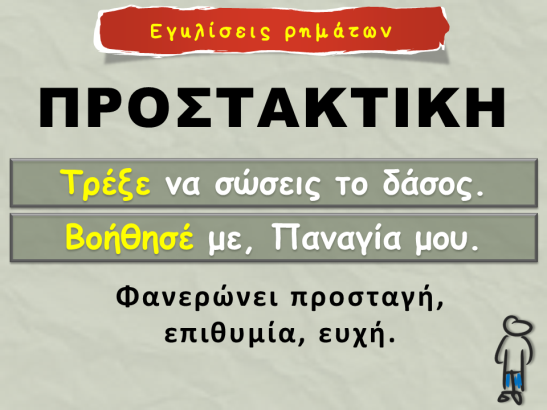 Εγκλίσεις ρημάτων
ΠΡΟΣΤΑΚΤΙΚΗ
Τρέξε να σώσεις το δάσος.
Βοήθησέ με, Παναγία μου.
Φανερώνει προσταγή,
επιθυμία, ευχή.